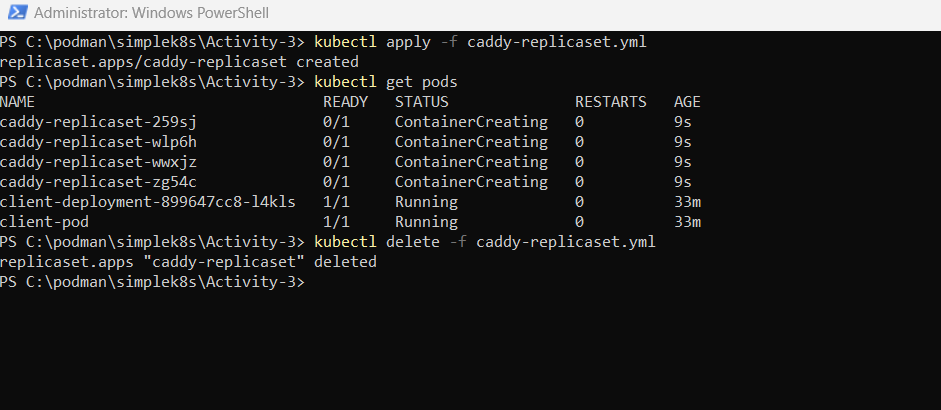 Administrator: Windows PowerShell
PS C:\podman\simplek8s\Activity-3> kubectl apply -f caddy-replicaset.yml
replicaset.apps/caddy-replicaset created
PS C:\podman\simplek8s\Activity-3> kubectl get pods
NAME READY STATUS RESTARTS AGE
caddy-replicaset-259sj 0/1 ContainerCreating 0 9s
caddy-replicaset-wlp6h 0/1 ContainerCreating 0 9s
caddy-replicaset-wwxjz 0/1 ContainerCreating 0 9s
caddy-replicaset-zg54c 0/1 ContainerCreating 0 9s
client-deployment-899647cc8-l4kls 1/1 Running 0 33m
client-pod 1/1 Running 0 33m
PS C:\podman\simplek8s\Activity-3> kubectl delete -f caddy-replicaset.yml
replicaset.apps "caddy-replicaset" deleted
PS C:\podman\simplek8s\Activity-3>